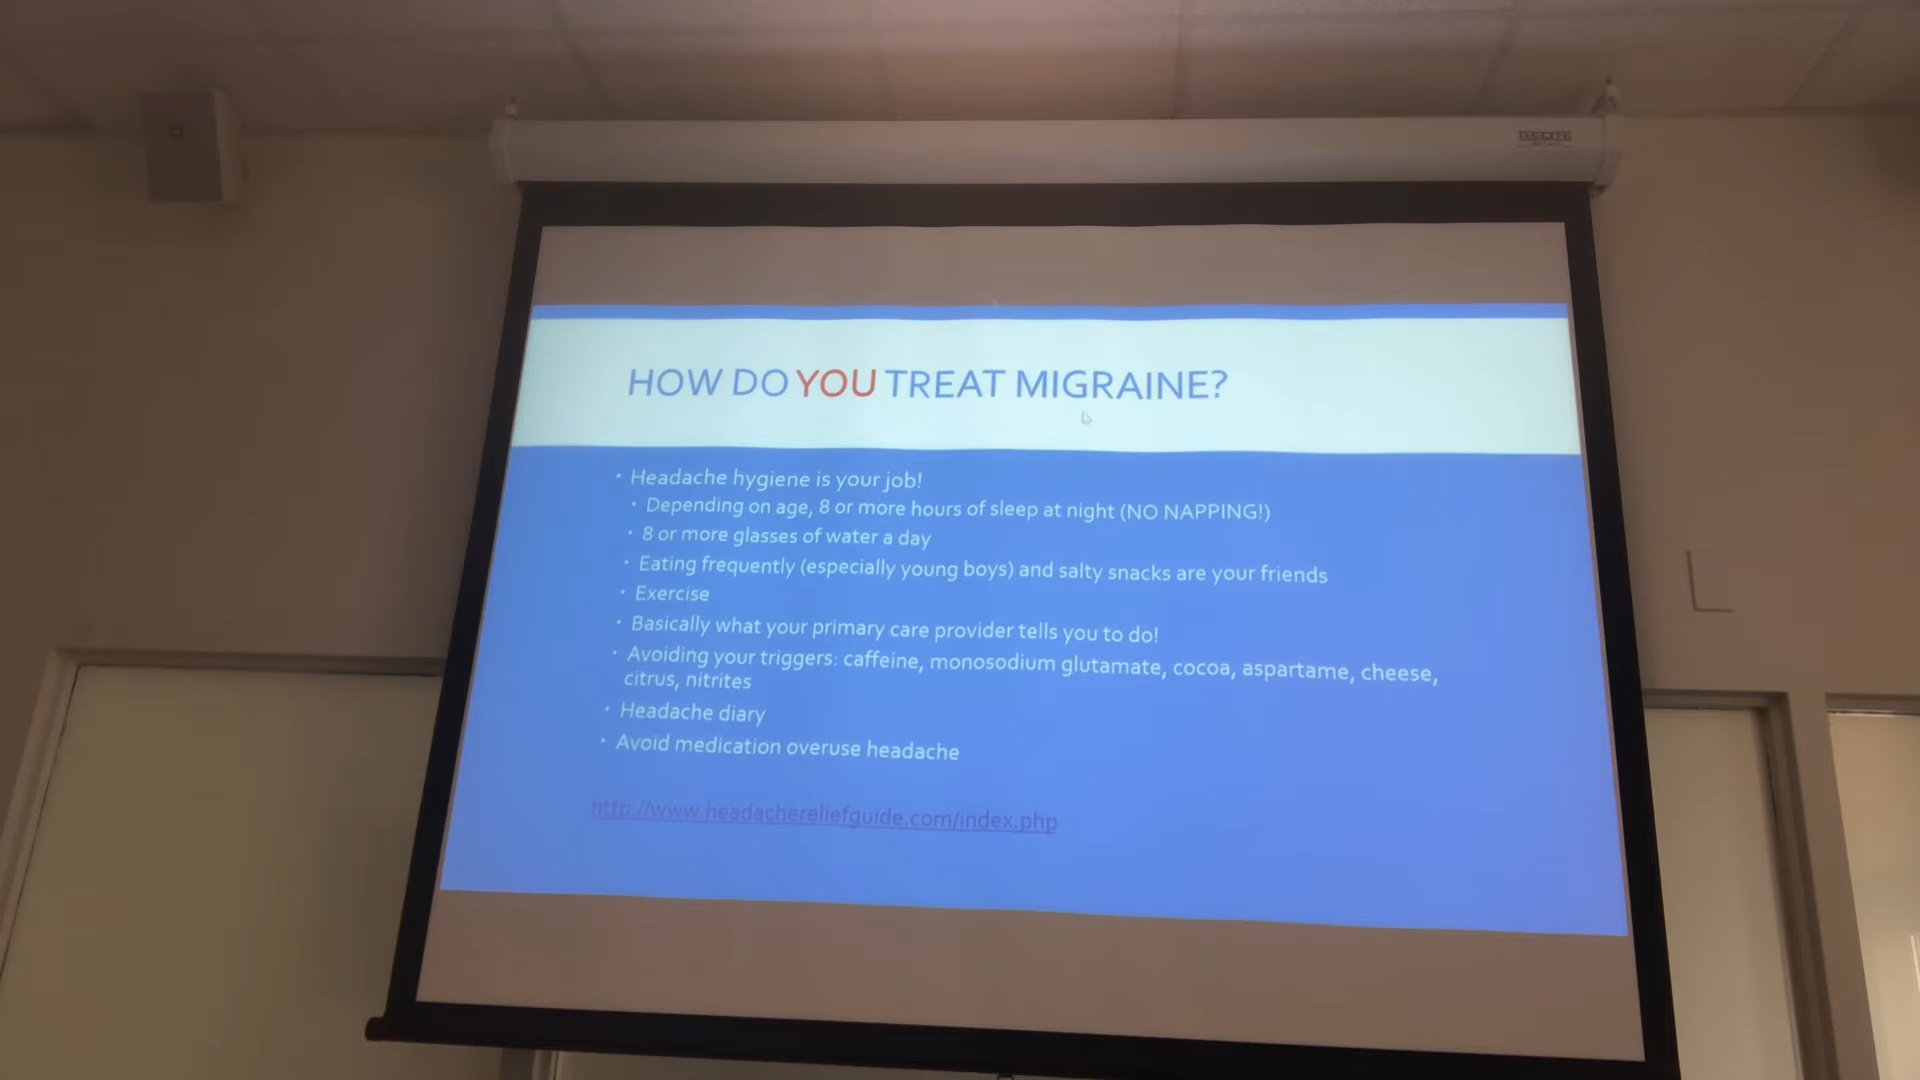 DA-LITE
HOW DO YOU TREAT MIGRAINE?
• Headache hygiene is your job!
• Depending on age, 8 or more hours of sleep at night (NO NAPPING!)
• 8 or more glasses of water a day
• Eating frequently (especially young boys) and salty snacks are your friends
• Exercise
• Basically what your primary care provider tells you to do!
• Avoiding your triggers: caffeine, monosodium glutamate, cocoa, aspartame, cheese,
citrus, nitrites
• Headache diary
• Avoid medication overuse headache
http://www.headachereliefguide.com/index.php